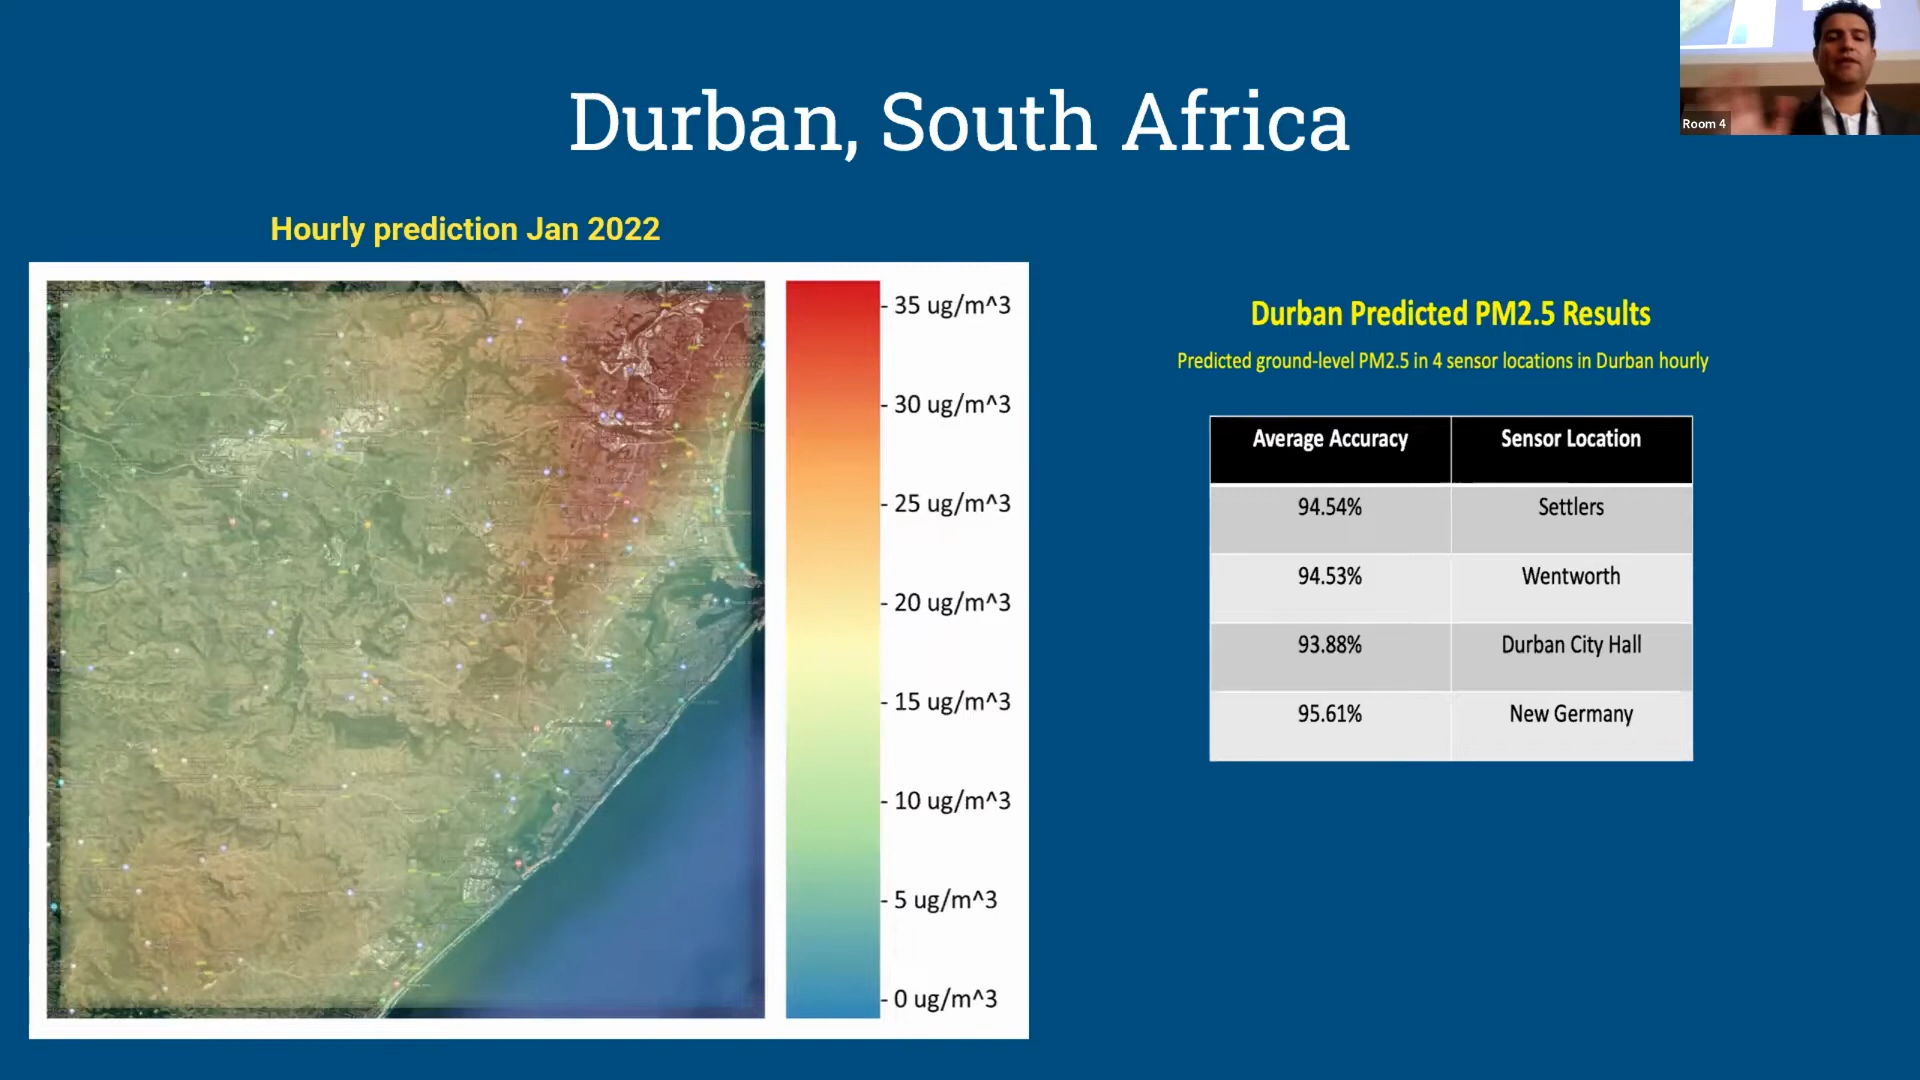 Durban, South Africa
Room 4
Hourly prediction Jan 2022
35 ug/m^3
30 ug/m^3
25 ug/m^3
20 ug/m^3
15 ug/m^3
10 ug/m^3
5 ug/m^3
0 ug/m^3
Durban Predicted PM2.5 Results
Predicted ground-level PM2.5 in 4 sensor locations in Durban hourly
Average Accuracy Sensor Location
94.54% Settlers
94.53% Wentworth
93.88% Durban City Hall
95.61% New Germany